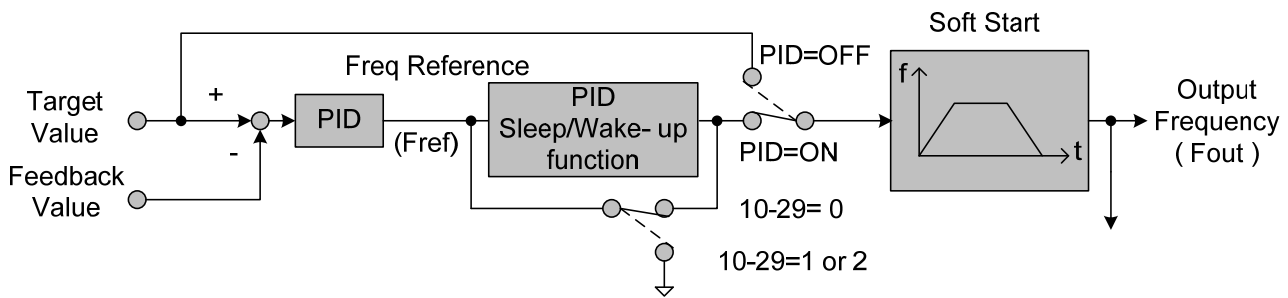 Soft Start
PID=OFF
Freq Reference
f
Target
Value
+
PID
(Fref)
PID
Sleep/Wake- up
function
PID=ON
t
Output
Frequency
( Fout )
-
Feedback
Value
10-29= 0
10-29=1 or 2